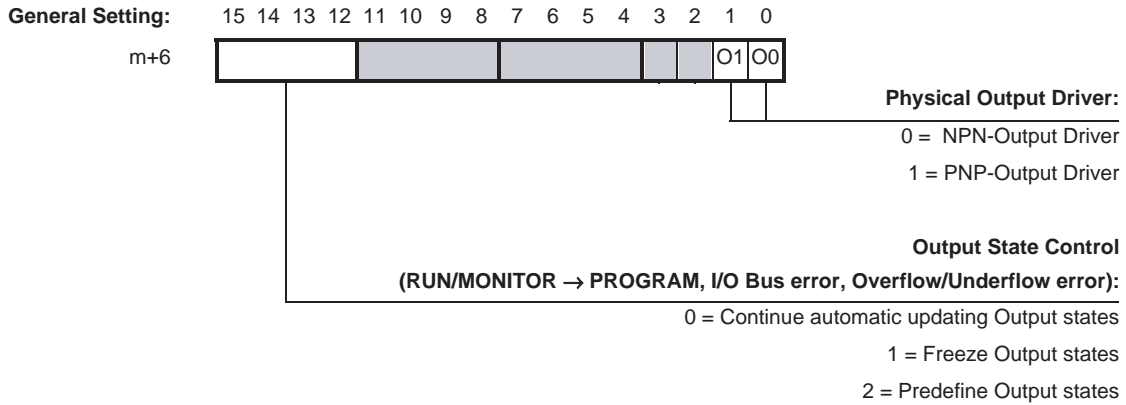 General Setting: 15 14 13 12 11 10 9 8 7 6 5 4 3 2 1 0
m+6 O1 O0
Physical Output Driver:
0 = NPN-Output Driver
1 = PNP-Output Driver
Output State Control
(RUN/MONITOR → PROGRAM, I/O Bus error, Overflow/Underflow error):
0 = Continue automatic updating Output states
1 = Freeze Output states
2 = Predefine Output states